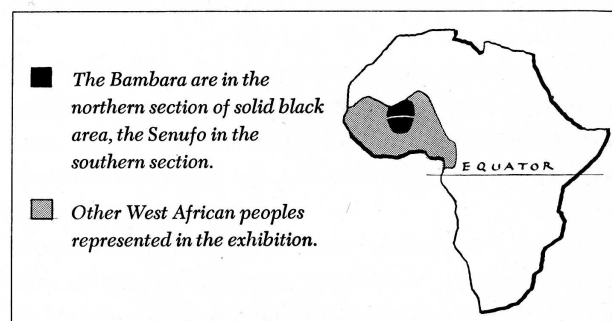 The Bambara are in the
northern section of solid black
area, the Senufo in the
southern section.
Other West African peoples
represented in the exhibition.
EQUATOR